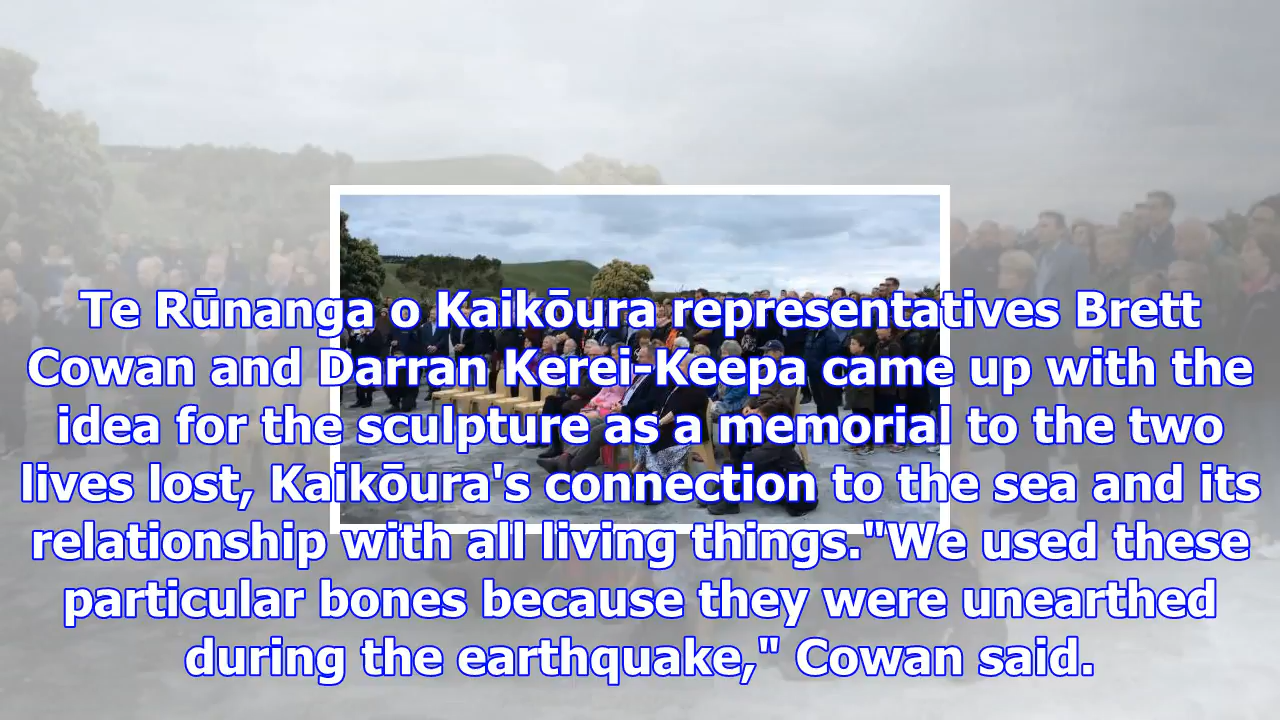 Te Rūnanga o Kaikōura representatives Brett
Cowan and Darran Kerei-Keepa came up with the
idea for the sculpture as a memorial to the two
lives lost, Kaikōura's connection to the sea and its
relationship with all living things."We used these
particular bones because they were unearthed
during the earthquake," Cowan said.